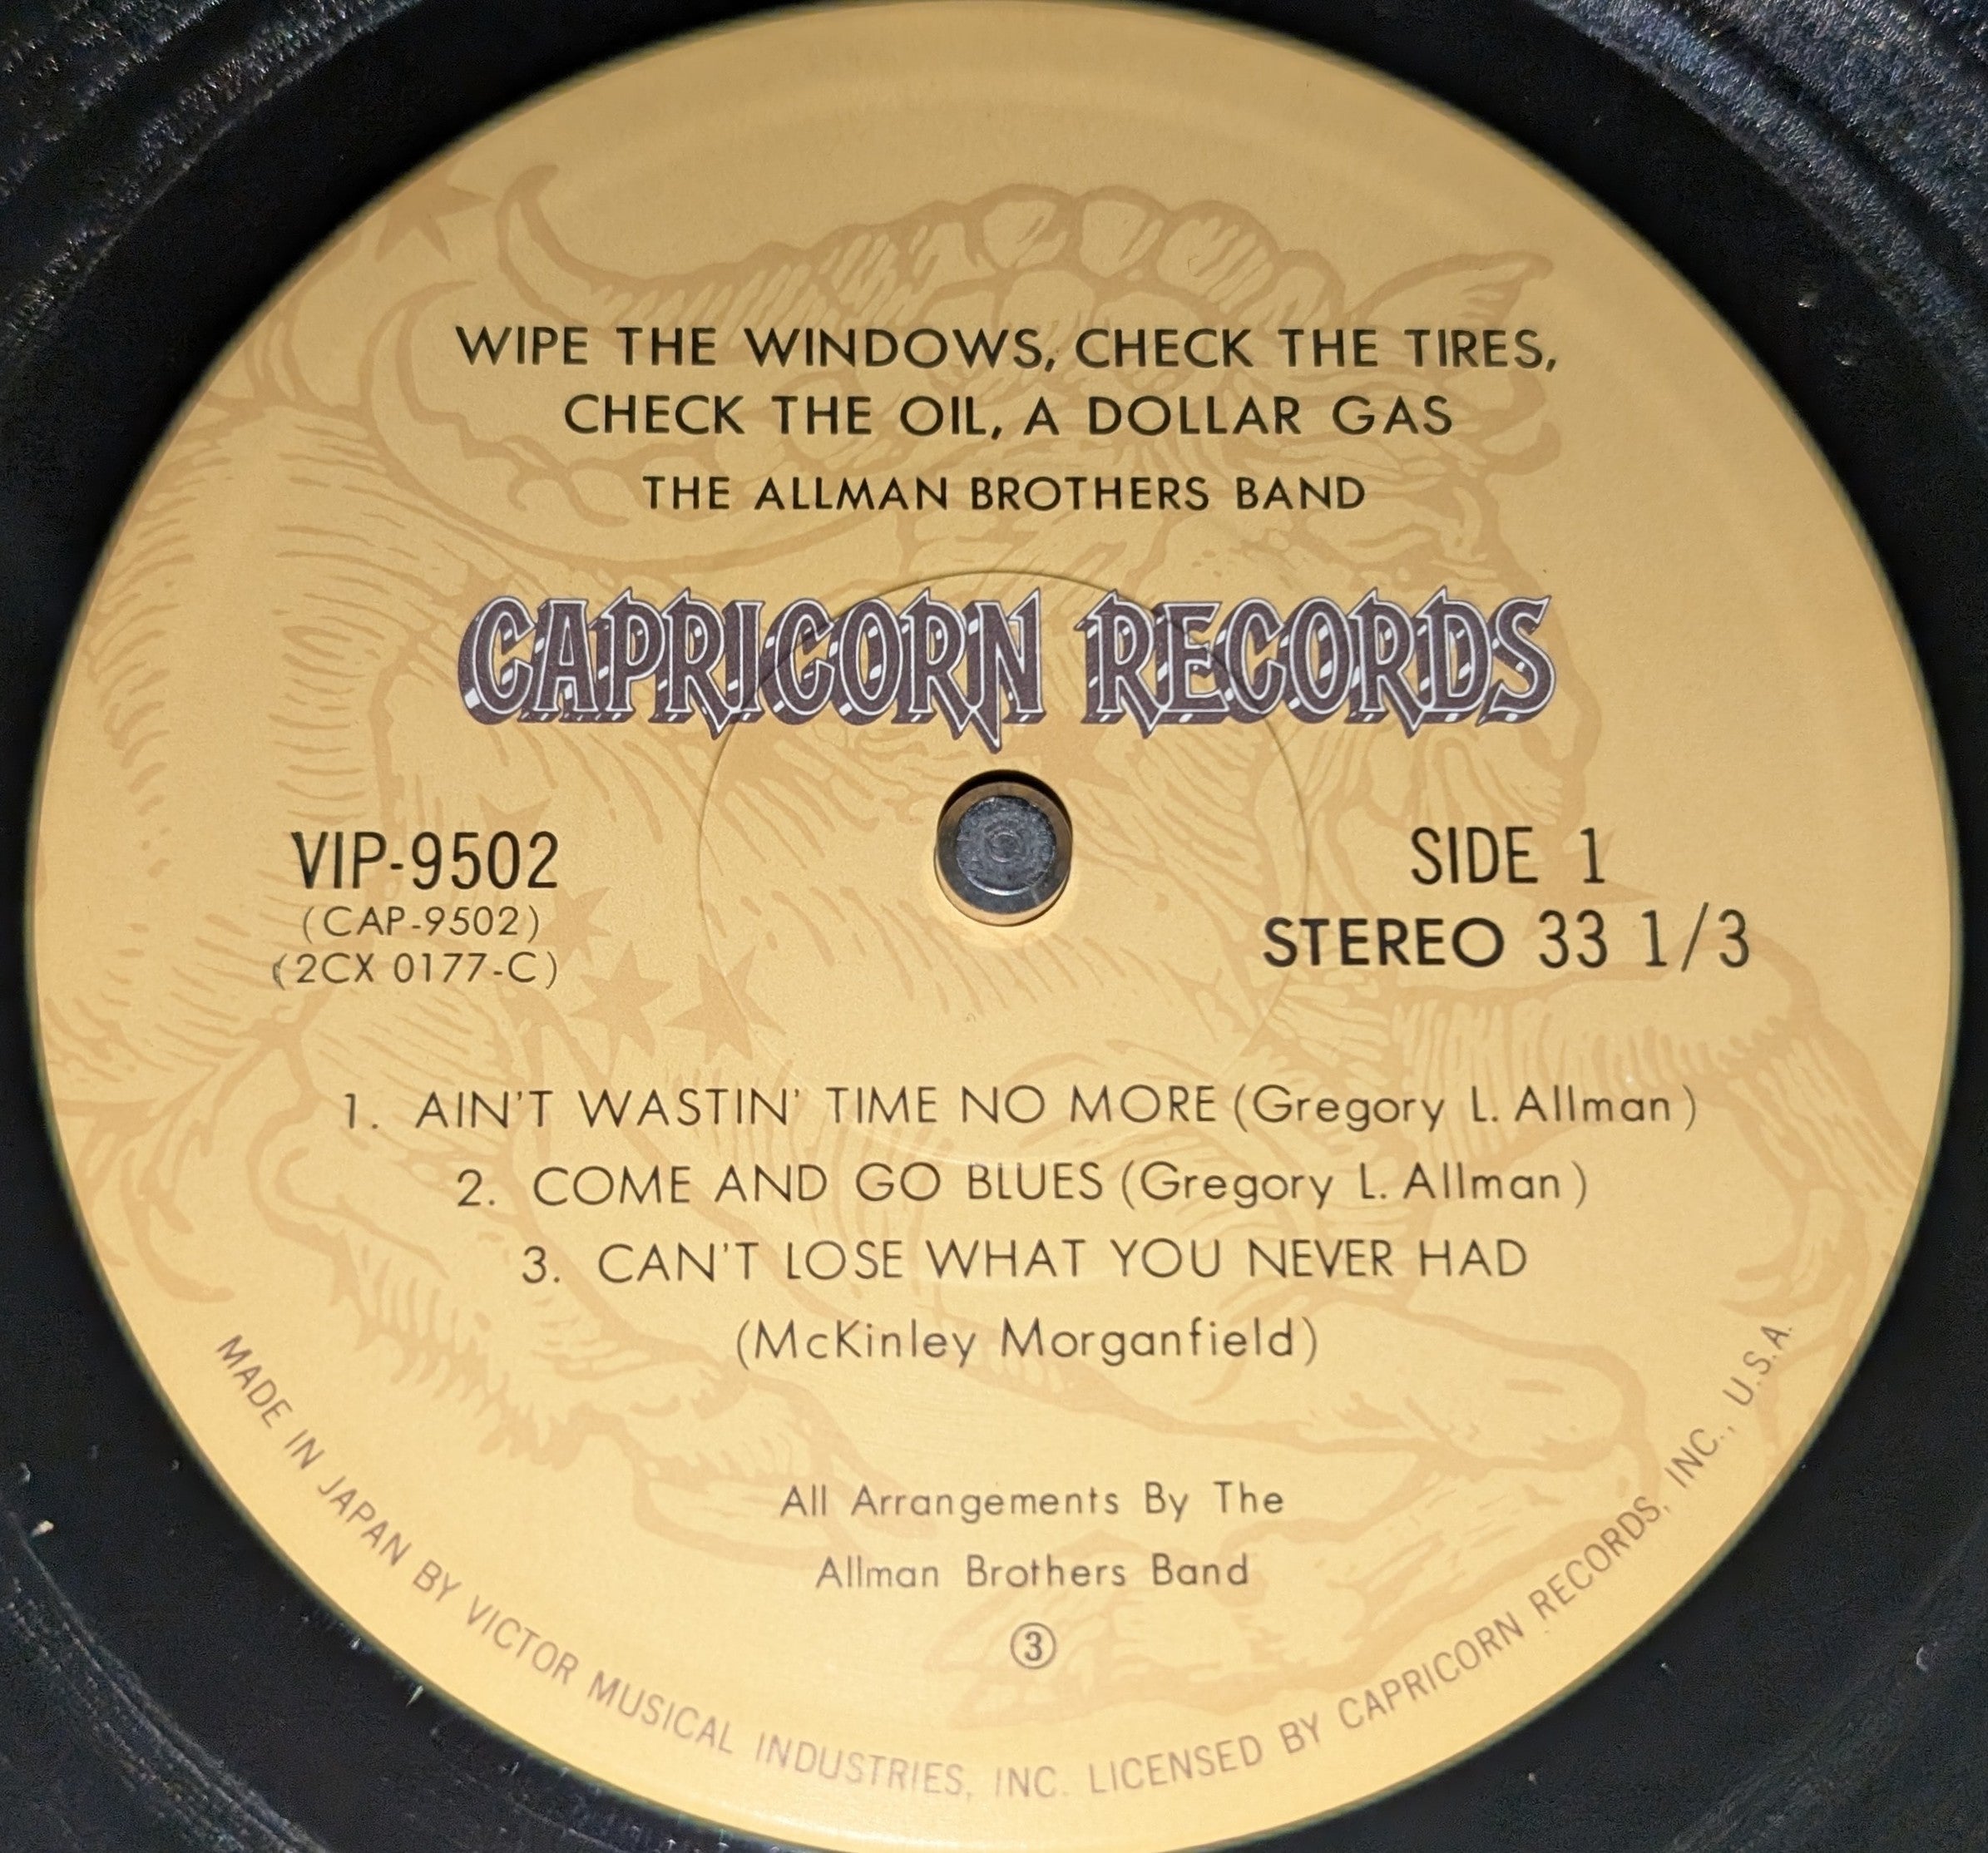 WIPE THE WINDOWS, CHECK THE TIRES,
CHECK THE OIL, A DOLLAR GAS
THE ALLMAN BROTHERS BAND
CAPRICORN RECORDS
VIP-9502
(CAP-9502)
(2CX 0177-C)
SIDE 1
STEREO 33 1/3
1. AIN'T WASTIN' TIME NO MORE (Gregory L. Allman)
2. COME AND GO BLUES (Gregory L. Allman)
3. CAN'T LOSE WHAT YOU NEVER HAD
(McKinley Morganfield)
All Arrangements By The
Allman Brothers Band
③
MADE IN JAPAN BY VICTOR MUSICAL INDUSTRIES, INC. LICENSED BY CAPRICORN RECORDS, INC., U.S.A.